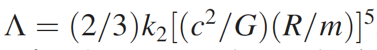 Λ = (2/3)k₂[(c²/G)(R/m)]⁵